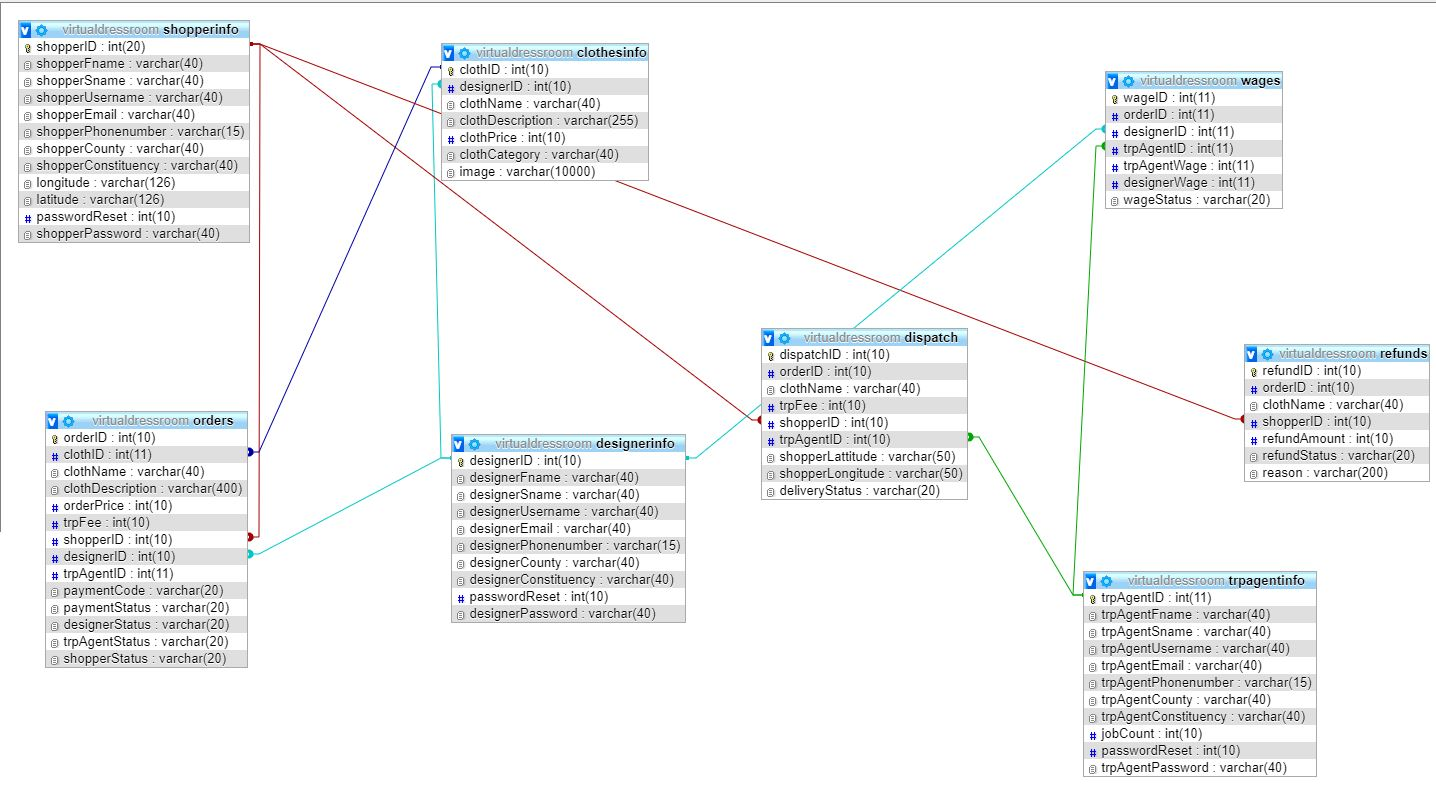 virtualdressroom shopperinfo
shopperID : int(20)
shopperFname : varchar(40)
shopperSname : varchar(40)
shopperUsername : varchar(40)
shopperEmail : varchar(40)
shopperPhonenumber : varchar(15)
shopperCounty : varchar(40)
shopperConstituency : varchar(40)
longitude : varchar(126)
latitude : varchar(126)
passwordReset : int(10)
shopperPassword : varchar(40)
virtualdressroom clothesinfo
clothID : int(10)
designerID : int(10)
clothName : varchar(40)
clothDescription : varchar(255)
clothPrice : int(10)
clothCategory : varchar(40)
image : varchar(10000)
virtualdressroom wages
wageID : int(11)
orderID : int(11)
designerID : int(11)
trpAgentID : int(11)
trpAgentWage : int(11)
designerWage : int(11)
wageStatus : varchar(20)
virtualdressroom dispatch
dispatchID : int(10)
orderID : int(10)
clothName : varchar(40)
trpFee : int(10)
shopperID : int(10)
trpAgentID : int(10)
shopperLattitude : varchar(50)
shopperLongitude : varchar(50)
deliveryStatus : varchar(20)
virtualdressroom refunds
refundID : int(10)
orderID : int(10)
clothName : varchar(40)
shopperID : int(10)
refundAmount : int(10)
refundStatus : varchar(20)
reason : varchar(200)
virtualdressroom orders
orderID : int(10)
clothID : int(11)
clothName : varchar(40)
clothDescription : varchar(400)
orderPrice : int(10)
trpFee : int(10)
shopperID : int(10)
designerID : int(10)
trpAgentID : int(11)
paymentCode : varchar(20)
paymentStatus : varchar(20)
designerStatus : varchar(20)
trpAgentStatus : varchar(20)
shopperStatus : varchar(20)
virtualdressroom designerinfo
designerID : int(10)
designerFname : varchar(40)
designerSname : varchar(40)
designerUsername : varchar(40)
designerEmail : varchar(40)
designerPhonenumber : varchar(15)
designerCounty : varchar(40)
designerConstituency : varchar(40)
passwordReset : int(10)
designerPassword : varchar(40)
virtualdressroom trpagentinfo
trpAgentID : int(11)
trpAgentFname : varchar(40)
trpAgentSname : varchar(40)
trpAgentUsername : varchar(40)
trpAgentEmail : varchar(40)
trpAgentPhonenumber : varchar(15)
trpAgentCounty : varchar(40)
trpAgentConstituency : varchar(40)
jobCount : int(10)
passwordReset : int(10)
trpAgentPassword : varchar(40)